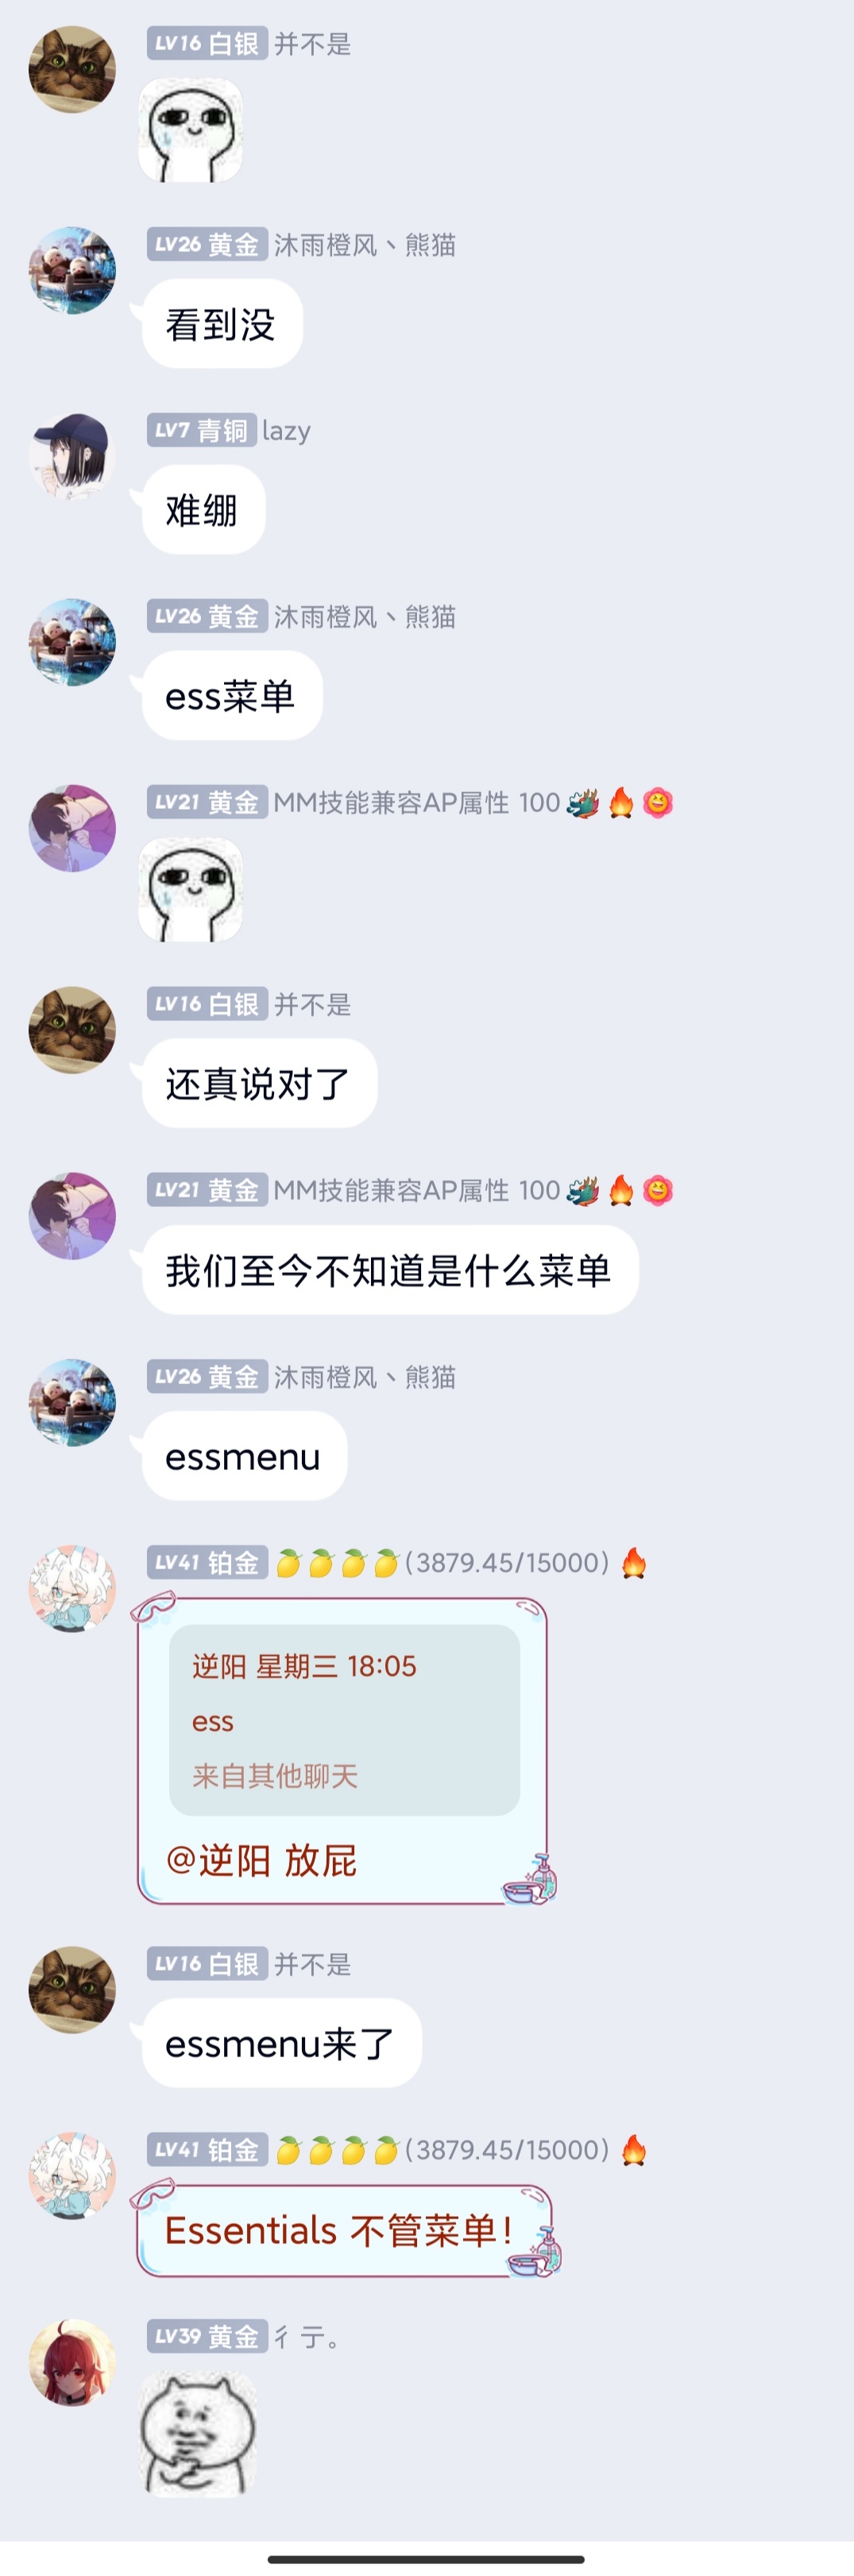 LV16 白银 并不是
LV26 黄金 沐雨橙风丶熊猫
看到没
LV7 青铜 lazy
难绷
LV26 黄金 沐雨橙风丶熊猫
ess菜单
LV21 黄金 MM技能兼容AP属性 100🐲🔥
LV16 白银 并不是
还真说对了
LV21 黄金 MM技能兼容AP属性 100🐲🔥
我们至今不知道是什么菜单
LV26 黄金 沐雨橙风丶熊猫
essmenu
LV41 铂金 🍋🍋🍋🍋(3879.45/15000)🔥
逆阳 星期三 18:05
ess
来自其他聊天
@逆阳 放屁
LV16 白银 并不是
essmenu来了
LV41 铂金 🍋🍋🍋🍋(3879.45/15000)🔥
Essentials 不管菜单!
LV39 黄金 彳亍。